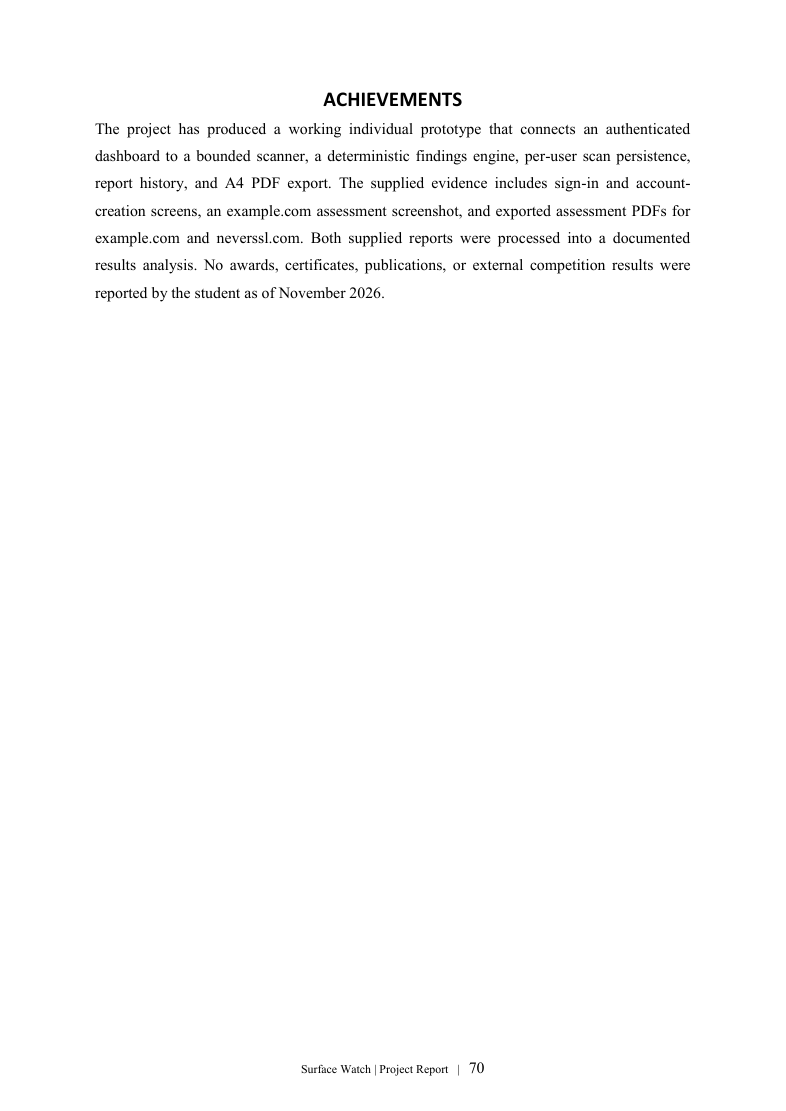 ACHIEVEMENTS
The project has produced a working individual prototype that connects an authenticated
dashboard to a bounded scanner, a deterministic findings engine, per-user scan persistence,
report history, and A4 PDF export. The supplied evidence includes sign-in and account-
creation screens, an example.com assessment screenshot, and exported assessment PDFs for
example.com and neverssl.com. Both supplied reports were processed into a documented
results analysis. No awards, certificates, publications, or external competition results were
reported by the student as of November 2026.
Surface Watch | Project Report | 70